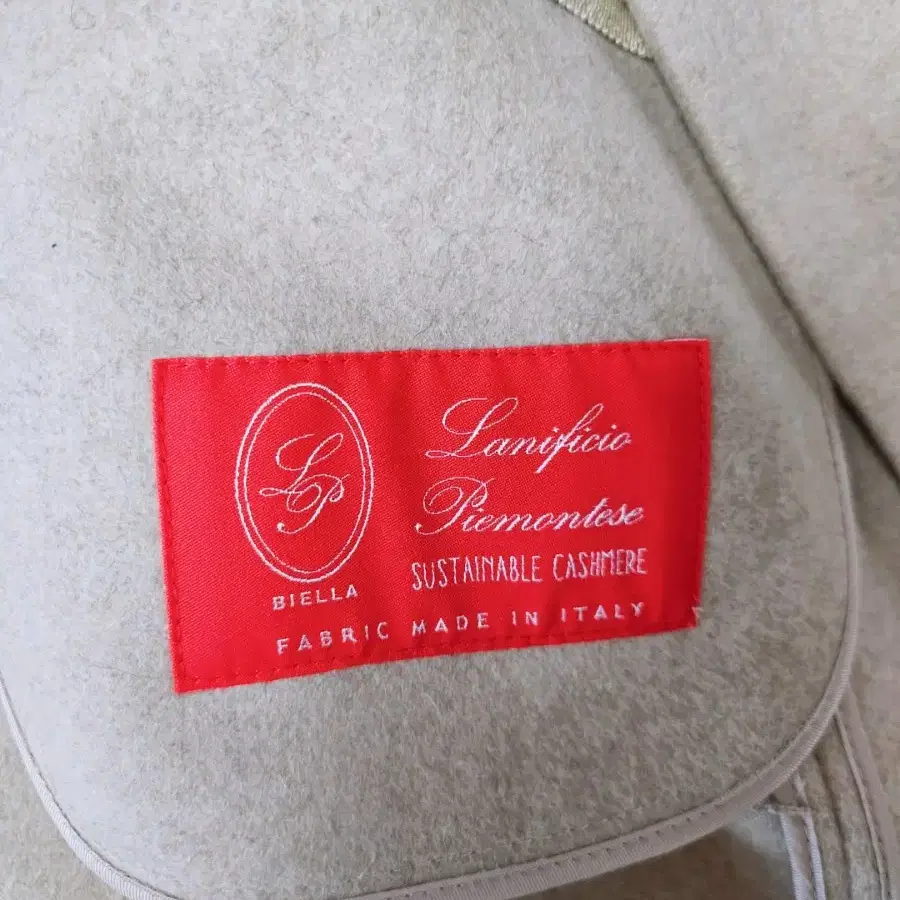 LP
BIELLA
Lanificio
Piemontese
SUSTAINABLE CASHMERE
FABRIC MADE IN ITALY